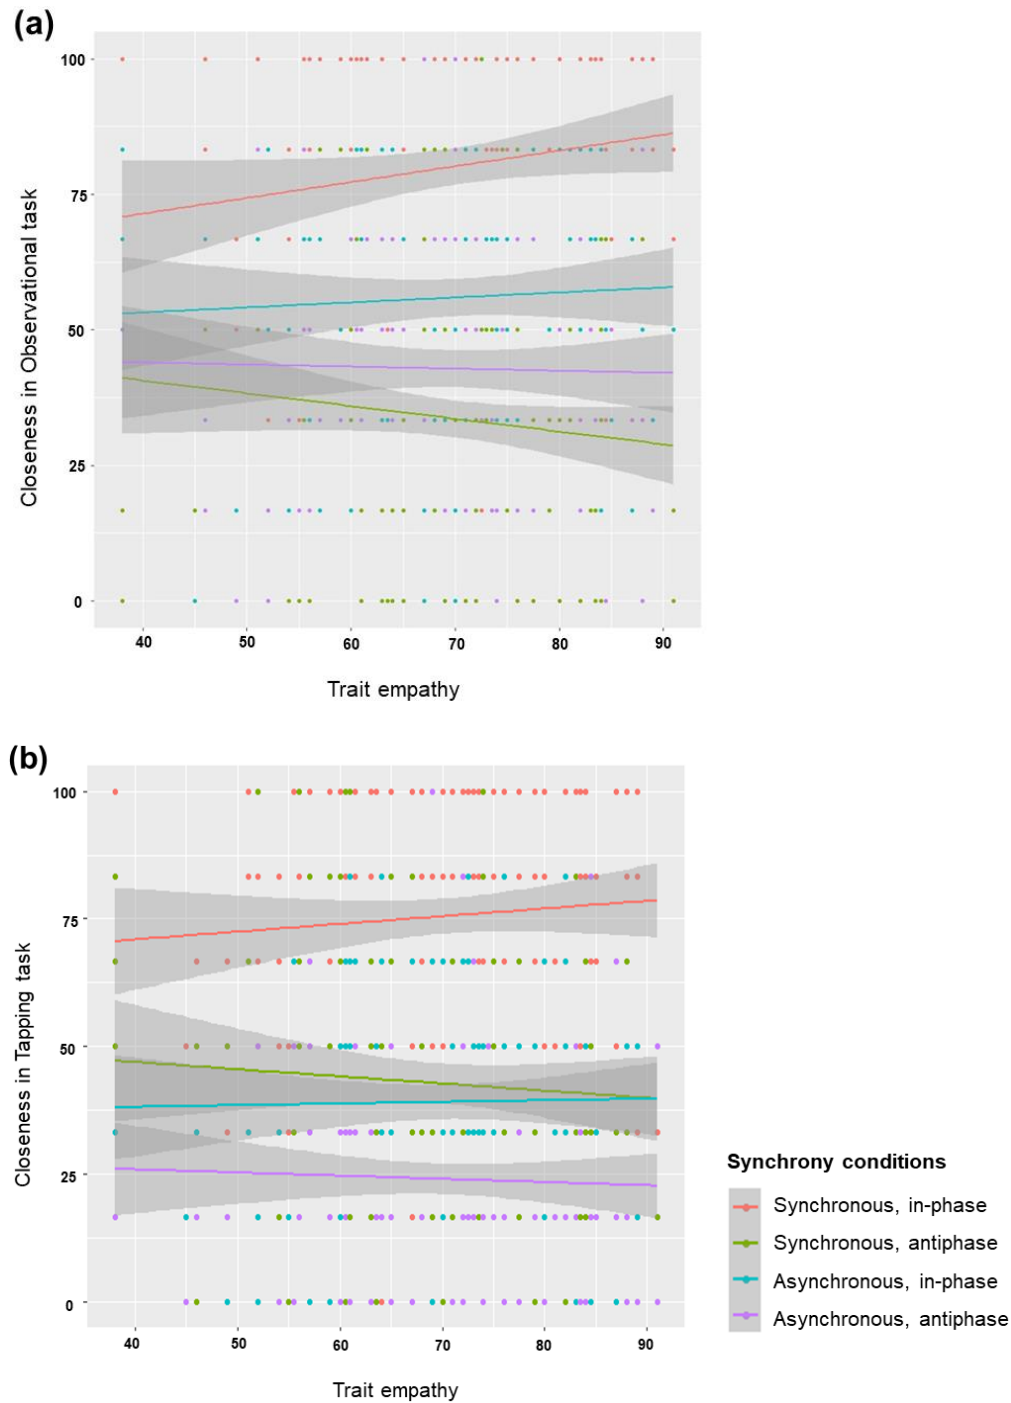 (a)
100
75
50
25
0
Closeness in Observational task
40 50 60 70 80 90
Trait empathy
(b)
100
75
50
25
0
Closeness in Tapping task
40 50 60 70 80 90
Trait empathy
Synchrony conditions
Synchronous, in-phase
Synchronous, antiphase
Asynchronous, in-phase
Asynchronous, antiphase